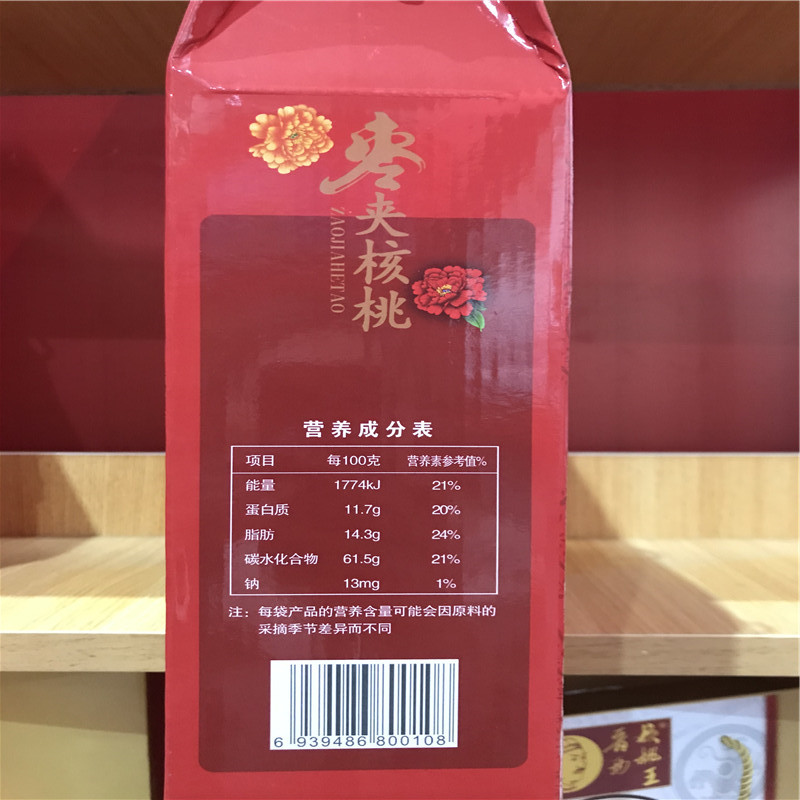 枣夹核桃
ZAOJIAHETAO
营养成分表
项目 每100克 营养素参考值%
能量 1774kJ 21%
蛋白质 11.7g 20%
脂肪 14.3g 24%
碳水化合物 61.5g 21%
钠 13mg 1%
注：每袋产品的营养含量可能会因原料的
采摘季节差异而不同
6 939486 800108